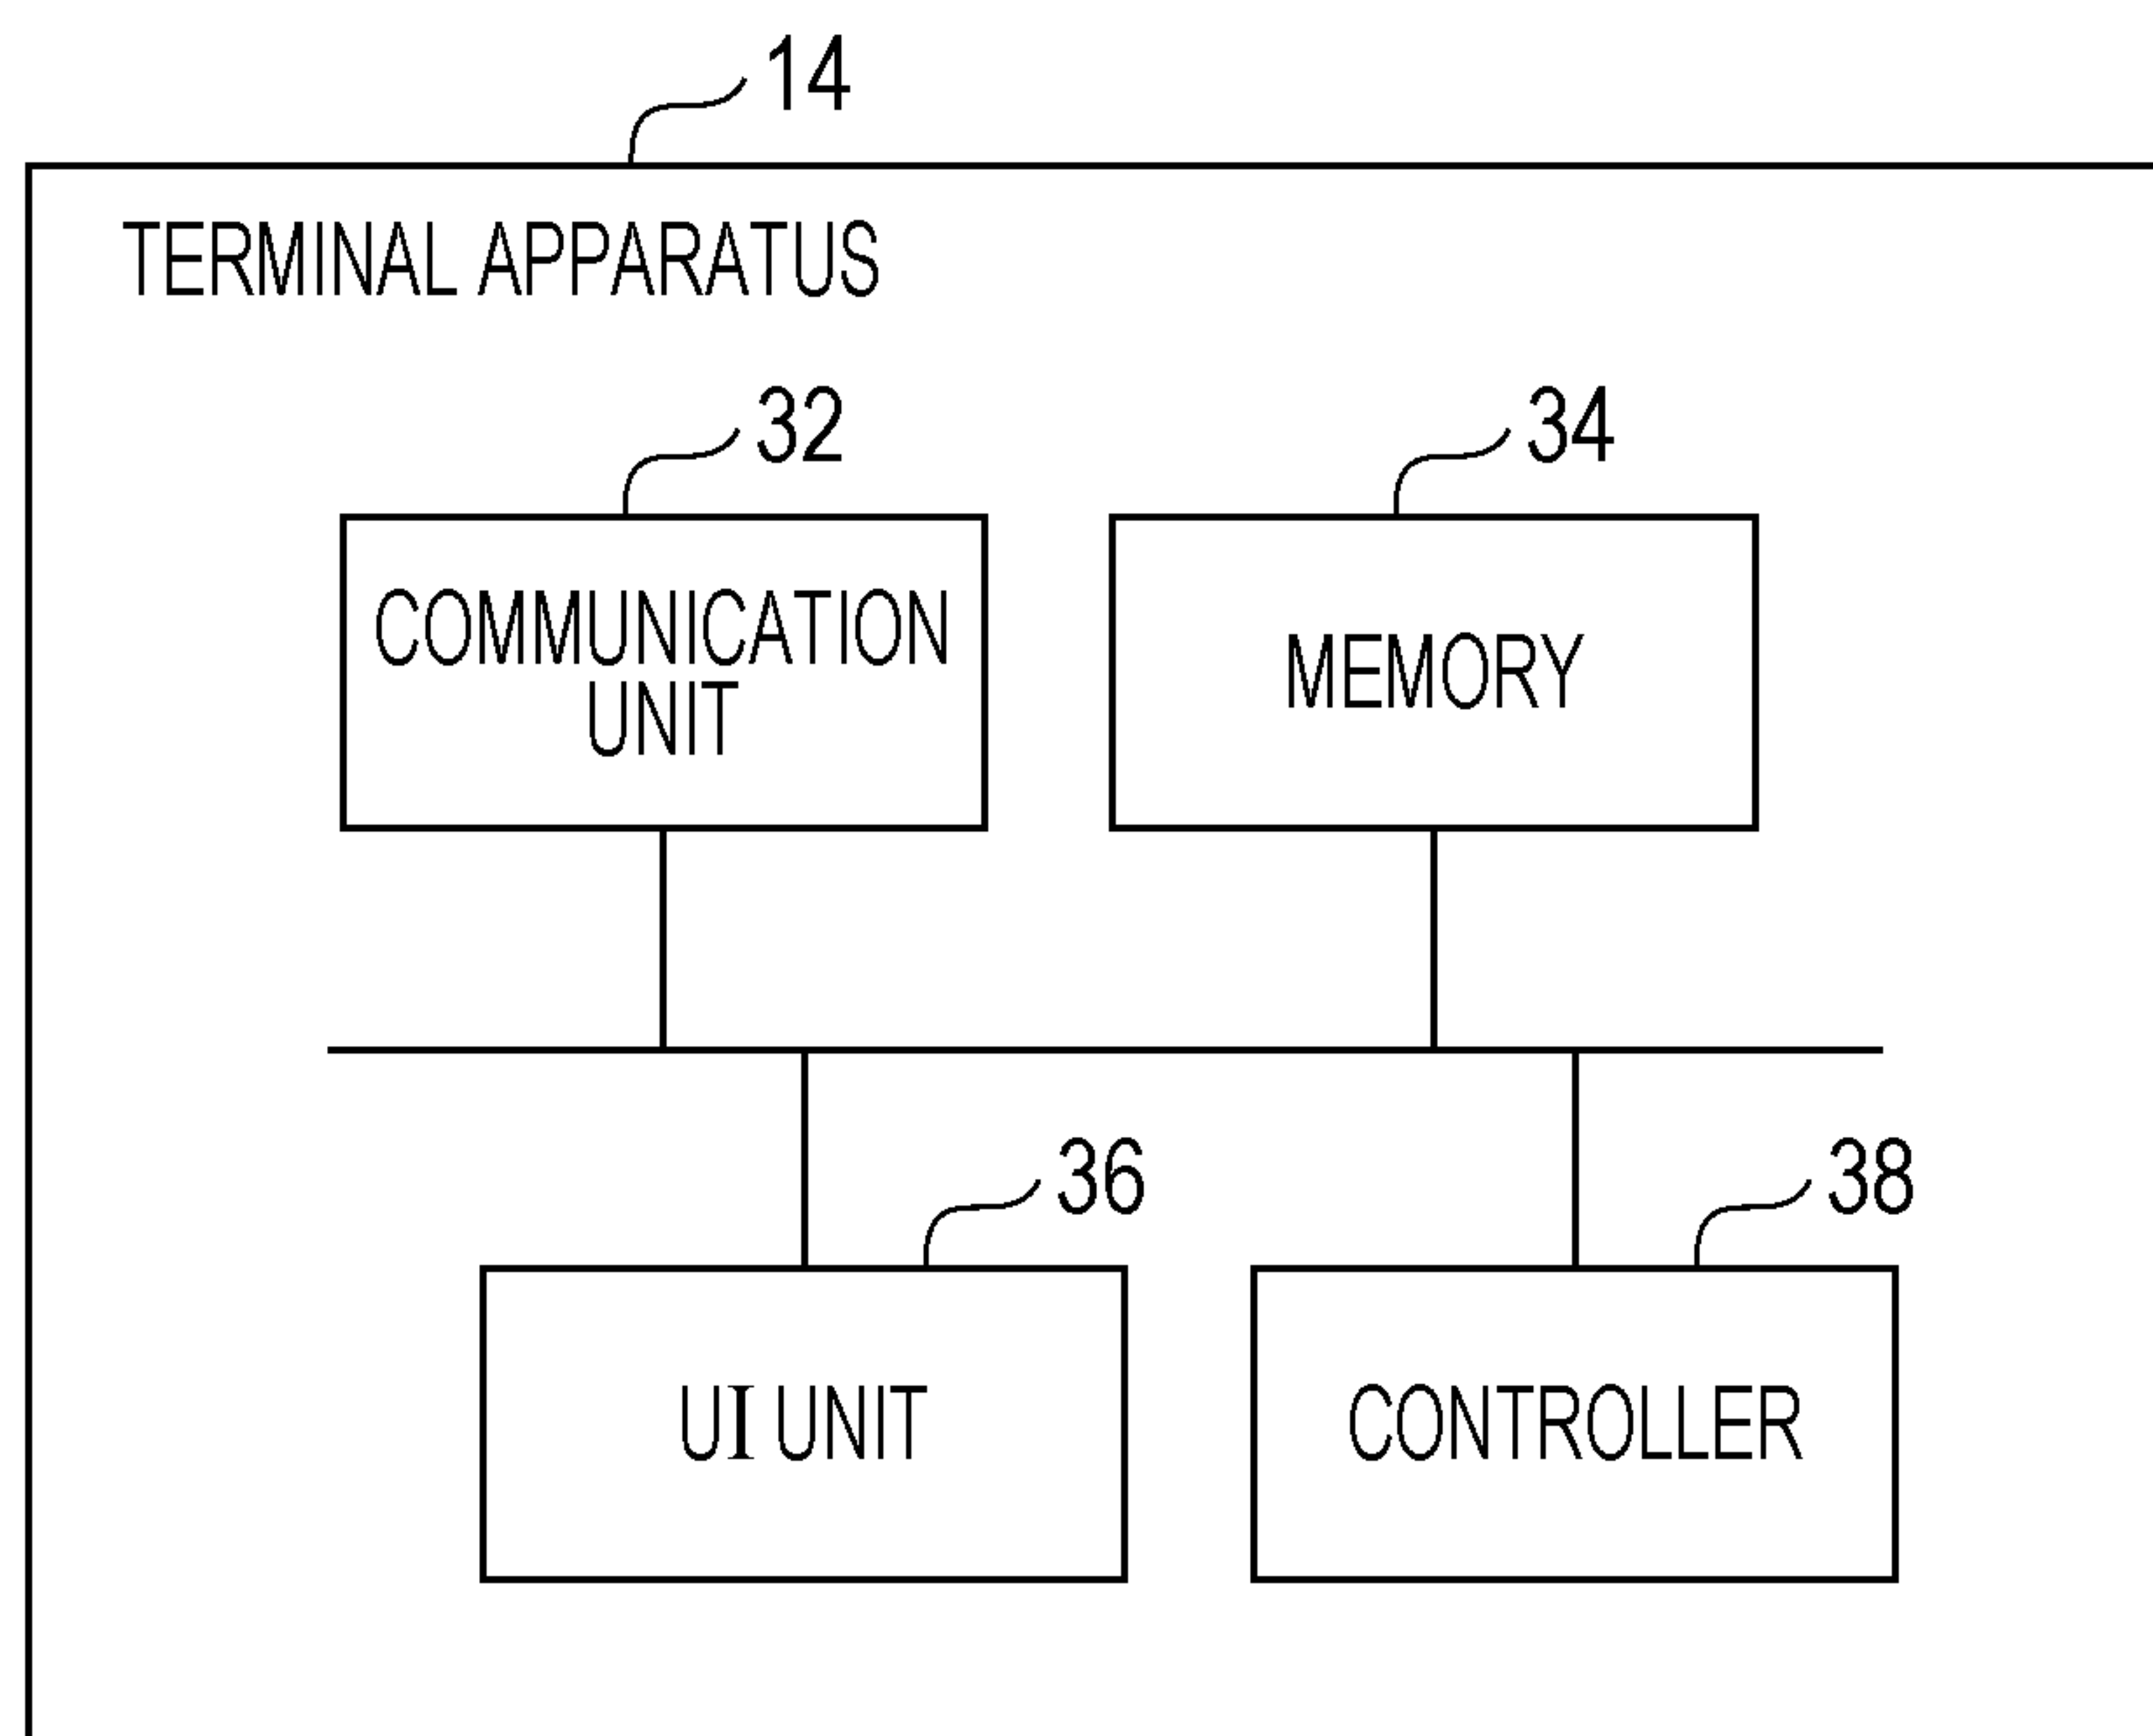 14
TERMINAL APPARATUS
32
34
COMMUNICATION
UNIT
MEMORY
36
38
UI UNIT
CONTROLLER